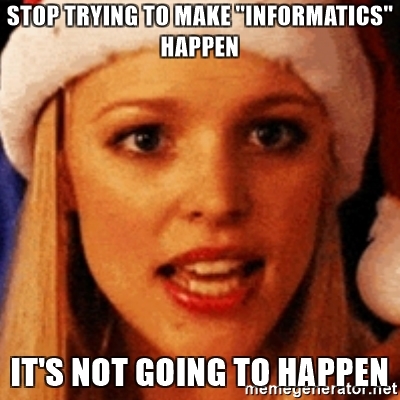 STOP TRYING TO MAKE "INFORMATICS"
HAPPEN
IT'S NOT GOING TO HAPPEN
memegenerator.net